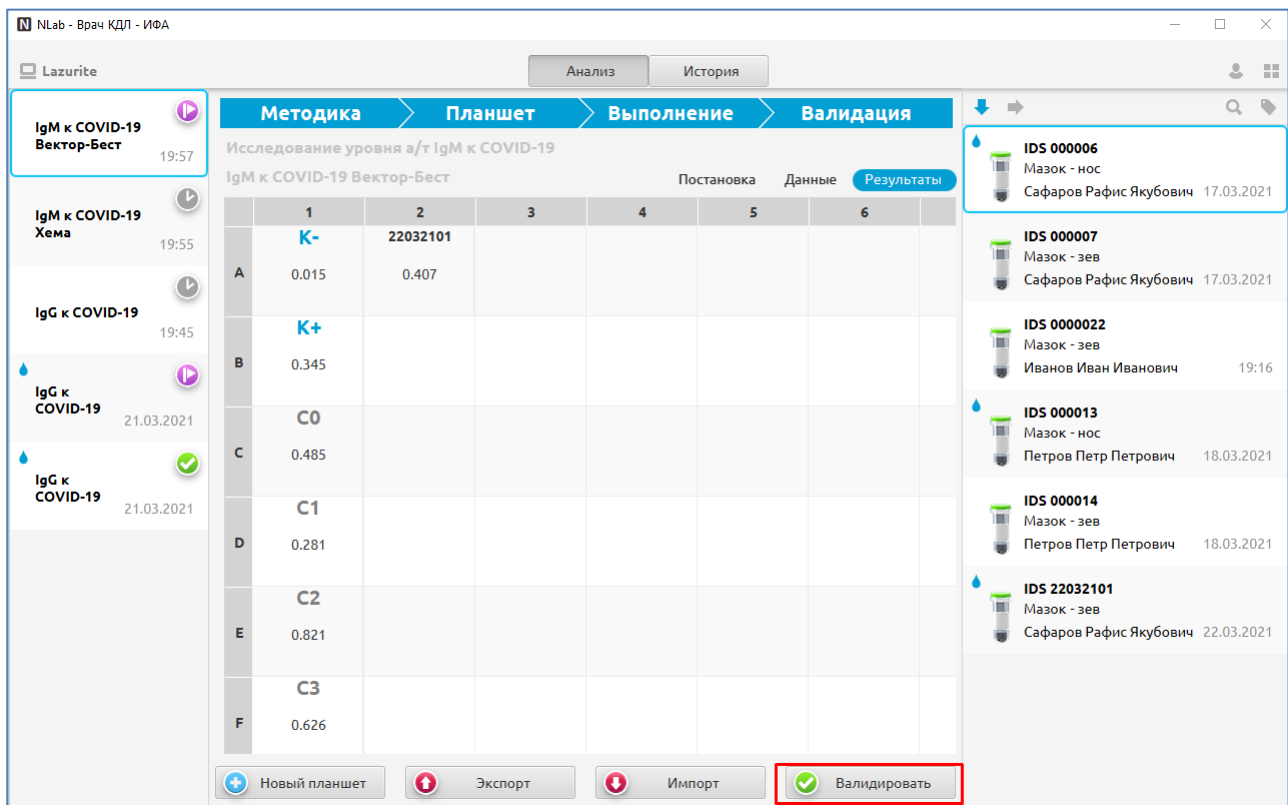 NLab - Врач КДЛ - ИФА
Lazurite
Анализ
История
IgM к COVID-19
Вектор-Бест
19:57
IgM к COVID-19
Хема
19:55
IgG к COVID-19
19:45
IgG к
COVID-19
21.03.2021
IgG к
COVID-19
21.03.2021
Методика
Планшет
Выполнение
Валидация
Исследование уровня а/т IgM к COVID-19
IgM к COVID-19 Вектор-Бест
Постановка
Данные
Результаты
1 2 3 4 5 6
K- 22032101
A 0.015 0.407
K+
B 0.345
C0
C 0.485
C1
D 0.281
C2
E 0.821
C3
F 0.626
Новый планшет
Экспорт
Импорт
Валидировать
IDS 000006
Мазок - нос
Сафаров Рафис Якубович 17.03.2021
IDS 000007
Мазок - зев
Сафаров Рафис Якубович 17.03.2021
IDS 0000022
Мазок - зев
Иванов Иван Иванович 19:16
IDS 000013
Мазок - нос
Петров Петр Петрович 18.03.2021
IDS 000014
Мазок - зев
Петров Петр Петрович 18.03.2021
IDS 22032101
Мазок - зев
Сафаров Рафис Якубович 22.03.2021